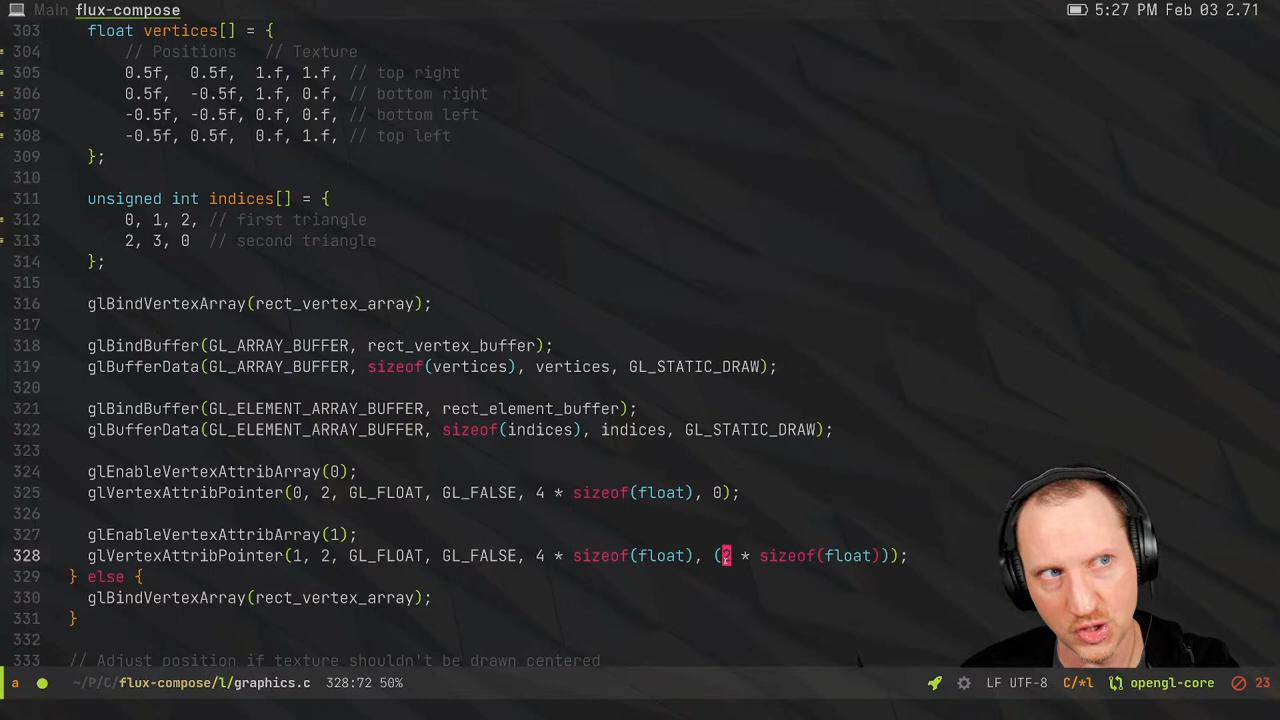 Main flux-compose 5:27 PM Feb 03 2.71
303 float vertices[] = {
304 // Positions // Texture
305 0.5f, 0.5f, 1.f, 1.f, // top right
306 0.5f, -0.5f, 1.f, 0.f, // bottom right
307 -0.5f, -0.5f, 0.f, 0.f, // bottom left
308 -0.5f, 0.5f, 0.f, 1.f, // top left
309 };
310
311 unsigned int indices[] = {
312 0, 1, 2, // first triangle
313 2, 3, 0 // second triangle
314 };
315
316 glBindVertexArray(rect_vertex_array);
317
318 glBindBuffer(GL_ARRAY_BUFFER, rect_vertex_buffer);
319 glBufferData(GL_ARRAY_BUFFER, sizeof(vertices), vertices, GL_STATIC_DRAW);
320
321 glBindBuffer(GL_ELEMENT_ARRAY_BUFFER, rect_element_buffer);
322 glBufferData(GL_ELEMENT_ARRAY_BUFFER, sizeof(indices), indices, GL_STATIC_DRAW);
323
324 glEnableVertexAttribArray(0);
325 glVertexAttribPointer(0, 2, GL_FLOAT, GL_FALSE, 4 * sizeof(float), 0);
326
327 glEnableVertexAttribArray(1);
328 glVertexAttribPointer(1, 2, GL_FLOAT, GL_FALSE, 4 * sizeof(float), (2 * sizeof(float)));
329 } else {
330 glBindVertexArray(rect_vertex_array);
331 }
332
333 // Adjust position if texture shouldn't be drawn centered
a ~/P/C/flux-compose/l/graphics.c 328:72 50% LF UTF-8 C/*l opengl-core 23